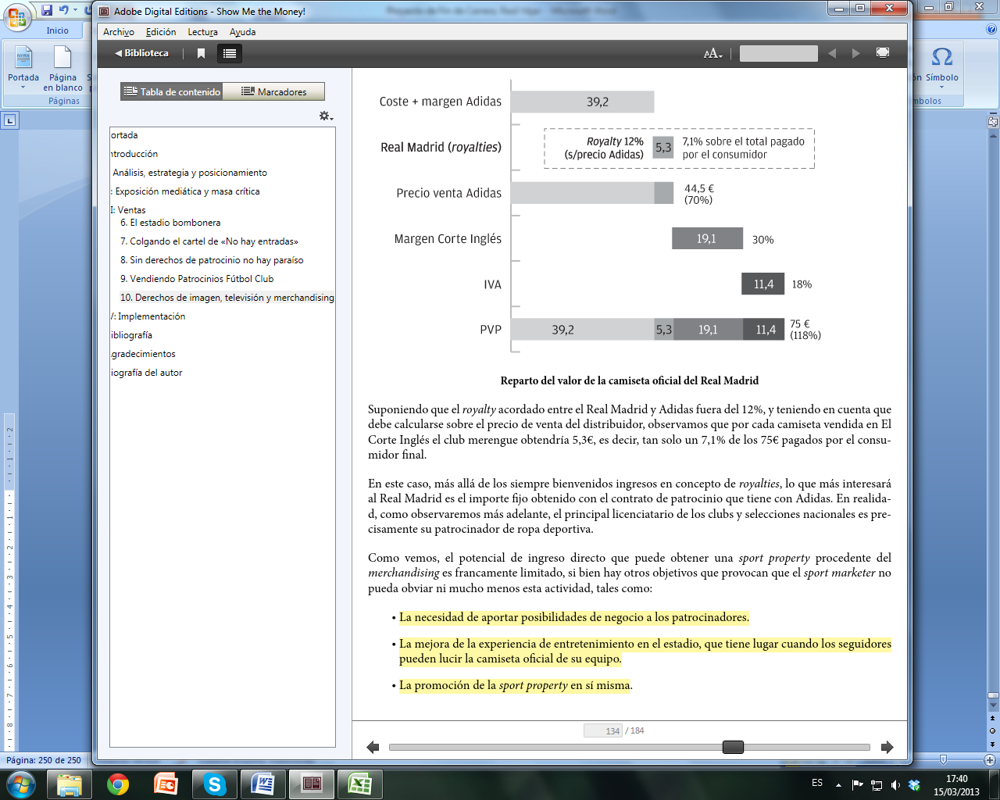 Adobe Digital Editions - Show Me the Money!
Inicio
Archivo Edición Lectura Ayuda
Biblioteca
AA
Portada
Página
en blanco
Páginas
Símbolo
Tabla de contenido
Marcadores
ortada
Introducción
Análisis, estrategia y posicionamiento
: Exposición mediática y masa crítica
I: Ventas
6. El estadio bombonera
7. Colgando el cartel de «No hay entradas»
8. Sin derechos de patrocinio no hay paraíso
9. Vendiendo Patrocinios Fútbol Club
10. Derechos de imagen, televisión y merchandising
/: Implementación
ibliografía
gradecimientos
iografía del autor
Coste + margen Adidas 39,2
Real Madrid (royalties) Royalty 12% (s/precio Adidas) 5,3 7,1% sobre el total pagado por el consumidor
Precio venta Adidas 44,5 € (70%)
Margen Corte Inglés 19,1 30%
IVA 11,4 18%
PVP 39,2 5,3 19,1 11,4 75 € (118%)
Reparto del valor de la camiseta oficial del Real Madrid
Suponiendo que el royalty acordado entre el Real Madrid y Adidas fuera del 12%, y teniendo en cuenta que
debe calcularse sobre el precio de venta del distribuidor, observamos que por cada camiseta vendida en El
Corte Inglés el club merengue obtendría 5,3€, es decir, tan solo un 7,1% de los 75€ pagados por el consu-
midor final.
En este caso, más allá de los siempre bienvenidos ingresos en concepto de royalties, lo que más interesará
al Real Madrid es el importe fijo obtenido con el contrato de patrocinio que tiene con Adidas. En realida-
d, como observaremos más adelante, el principal licenciatario de los clubs y selecciones nacionales es pre-
cisamente su patrocinador de ropa deportiva.
Como vemos, el potencial de ingreso directo que puede obtener una sport property procedente del
merchandising es francamente limitado, si bien hay otros objetivos que provocan que el sport marketer no
pueda obviar ni mucho menos esta actividad, tales como:
• La necesidad de aportar posibilidades de negocio a los patrocinadores.
• La mejora de la experiencia de entretenimiento en el estadio, que tiene lugar cuando los seguidores
pueden lucir la camiseta oficial de su equipo.
• La promoción de la sport property en sí misma.
134 / 184
Página: 250 de 250
ES
17:40
15/03/2013